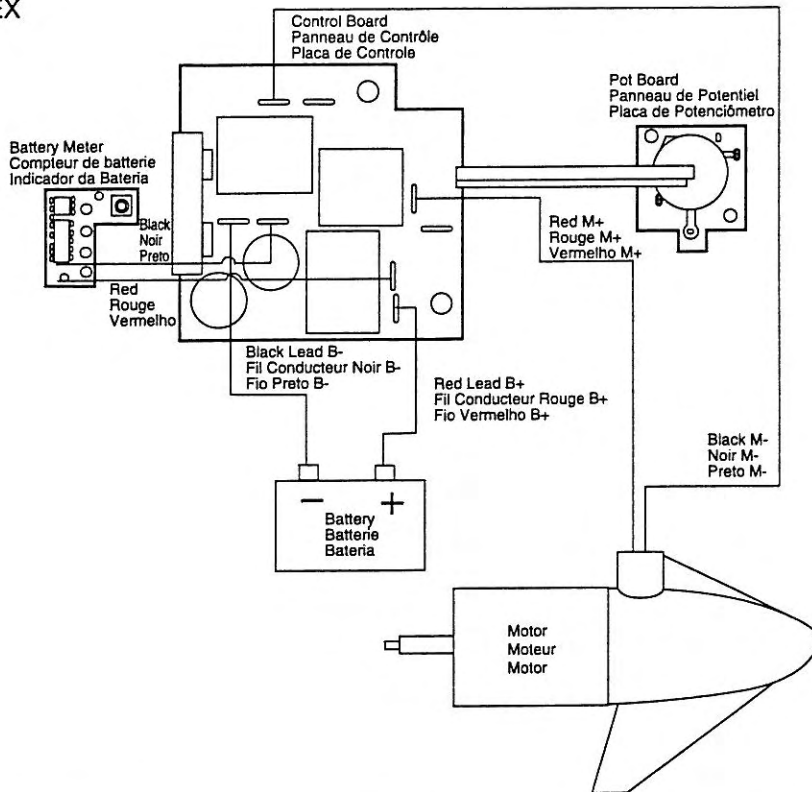 EX
Control Board
Panneau de Contrôle
Placa de Controle
Pot Board
Panneau de Potentiel
Placa de Potenciômetro
Battery Meter
Compteur de batterie
Indicador da Bateria
Black
Noir
Preto
Red M+
Rouge M+
Vermelho M+
Red
Rouge
Vermelho
Black Lead B-
Fil Conducteur Noir B-
Fio Preto B-
Red Lead B+
Fil Conducteur Rouge B+
Fio Vermelho B+
Black M-
Noir M-
Preto M-
− +
Battery
Batterie
Bateria
Motor
Moteur
Motor